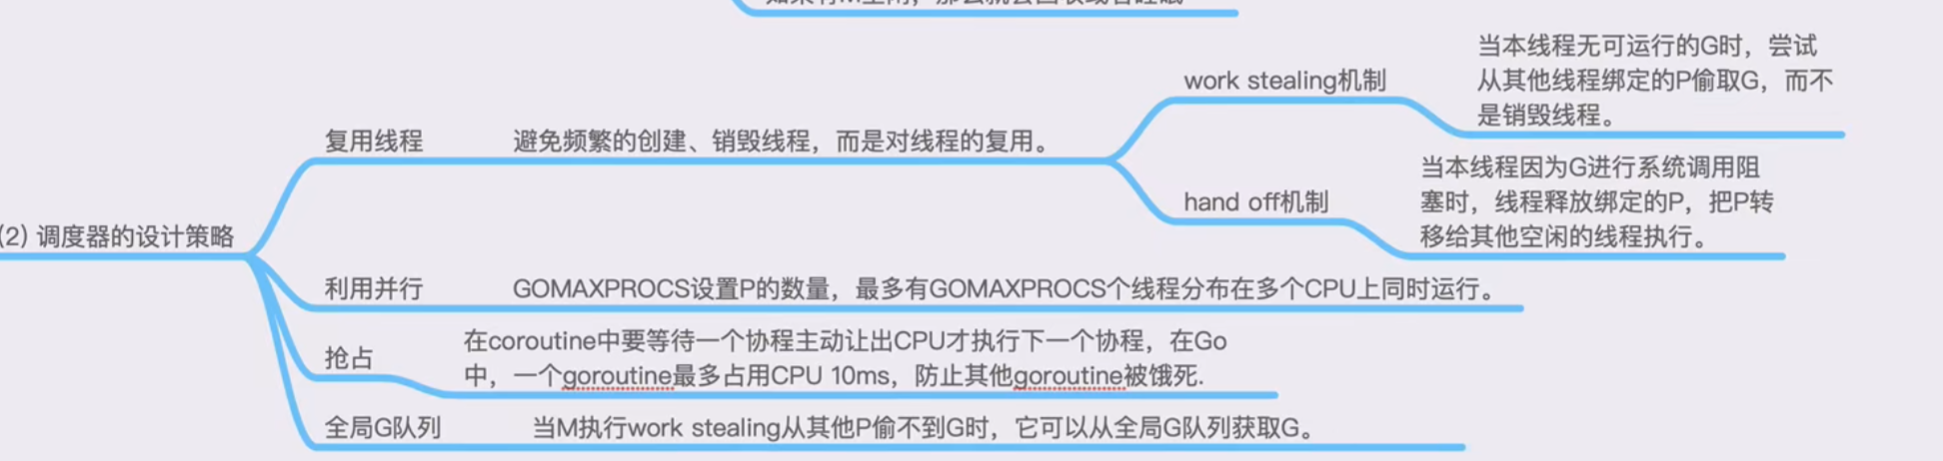 当本线程无可运行的G时，尝试
从其他线程绑定的P偷取G，而不
是销毁线程。
work stealing机制
复用线程
避免频繁的创建、销毁线程，而是对线程的复用。
当本线程因为G进行系统调用阻
塞时，线程释放绑定的P，把P转
移给其他空闲的线程执行。
hand off机制
(2) 调度器的设计策略
利用并行
GOMAXPROCS设置P的数量，最多有GOMAXPROCS个线程分布在多个CPU上同时运行。
抢占
在coroutine中要等待一个协程主动让出CPU才执行下一个协程，在Go
中，一个goroutine最多占用CPU 10ms，防止其他goroutine被饿死.
全局G队列
当M执行work stealing从其他P偷不到G时，它可以从全局G队列获取G。